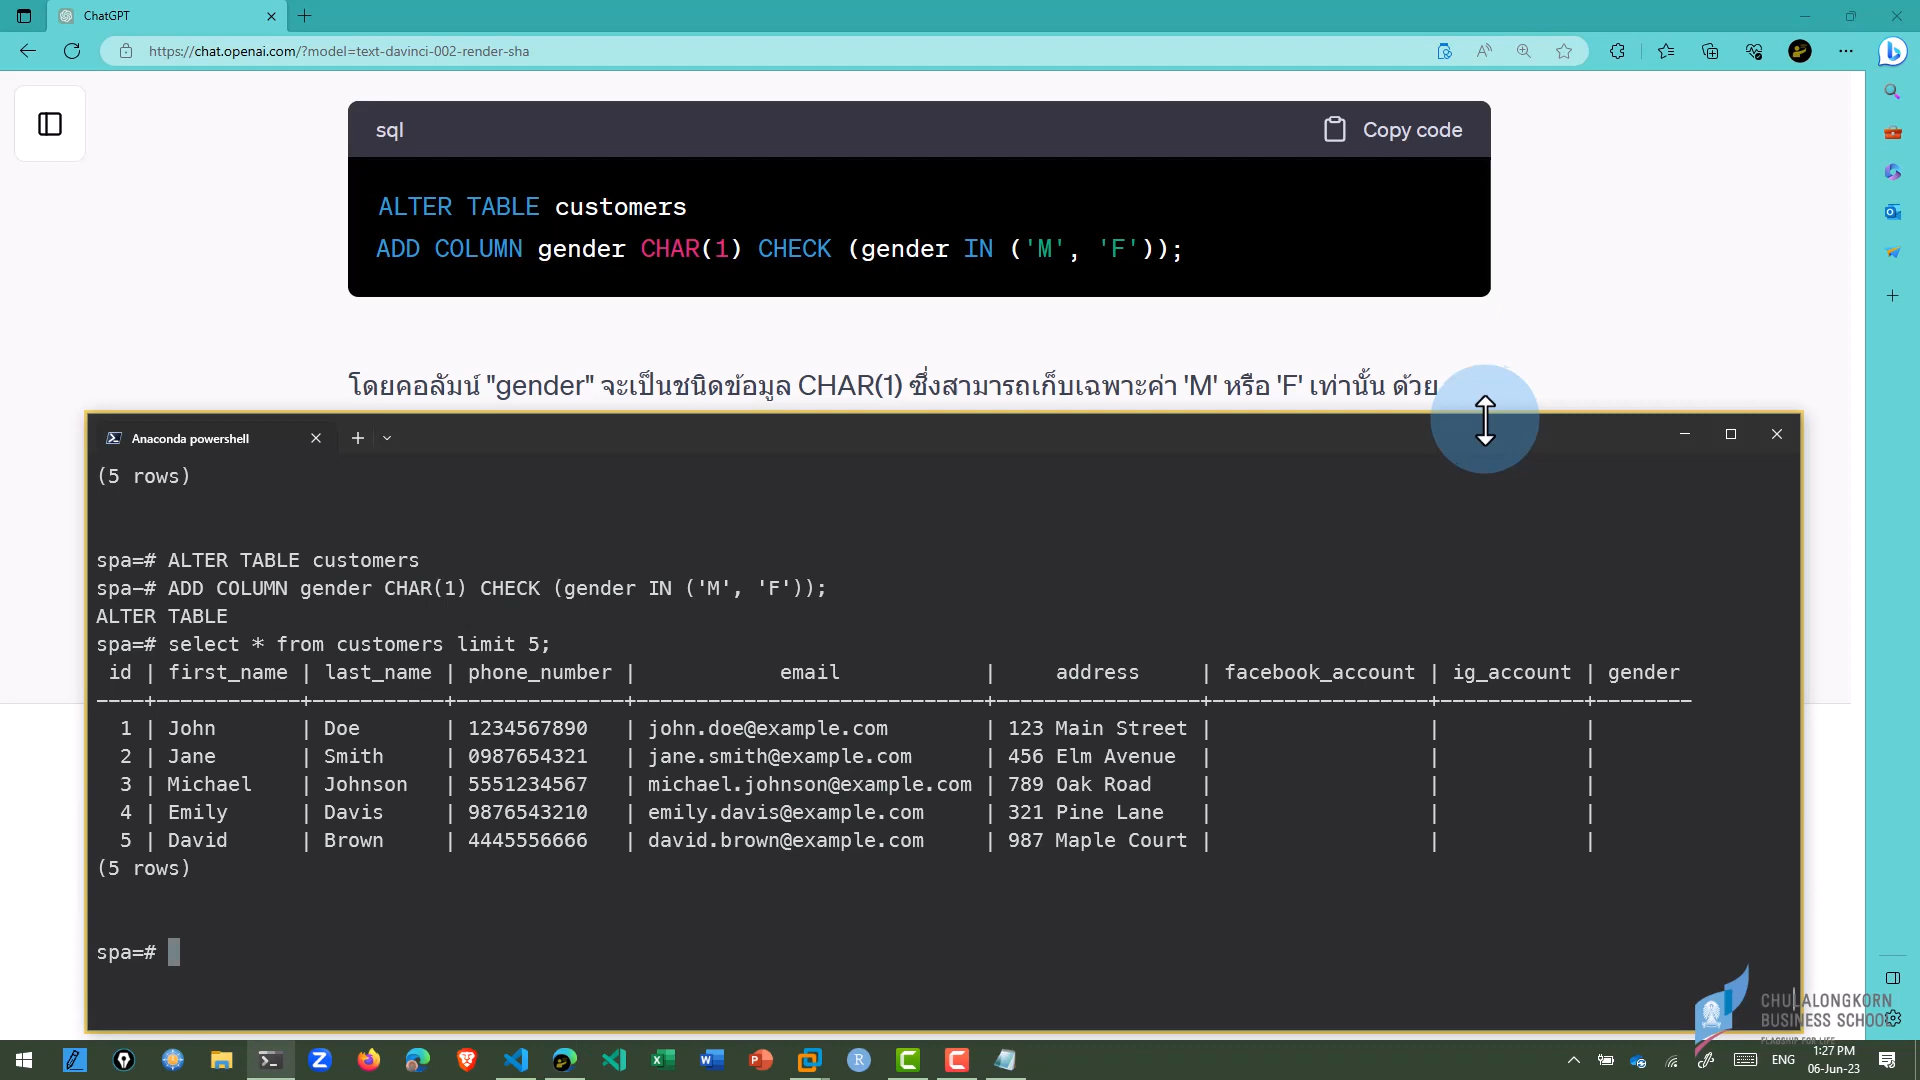 ChatGPT
https://chat.openai.com/?model=text-davinci-002-render-sha
sql
Copy code
ALTER TABLE customers
ADD COLUMN gender CHAR(1) CHECK (gender IN ('M', 'F'));
โดยคอลัมน์ "gender" จะเป็นชนิดข้อมูล CHAR(1) ซึ่งสามารถเก็บเฉพาะค่า 'M' หรือ 'F' เท่านั้น ด้วย
Anaconda powershell
(5 rows)
spa=# ALTER TABLE customers
spa-# ADD COLUMN gender CHAR(1) CHECK (gender IN ('M', 'F'));
ALTER TABLE
spa=# select * from customers limit 5;
id | first_name | last_name | phone_number | email | address | facebook_account | ig_account | gender
----+------------+-----------+--------------+-----------------------------+-----------------+------------------+------------+--------
1 | John | Doe | 1234567890 | john.doe@example.com | 123 Main Street | | |
2 | Jane | Smith | 0987654321 | jane.smith@example.com | 456 Elm Avenue | | |
3 | Michael | Johnson | 5551234567 | michael.johnson@example.com | 789 Oak Road | | |
4 | Emily | Davis | 9876543210 | emily.davis@example.com | 321 Pine Lane | | |
5 | David | Brown | 4445556666 | david.brown@example.com | 987 Maple Court | | |
(5 rows)
spa=#
CHULALONGKORN
BUSINESS SCHOOL
FLAGSHIP FOR LIFE
ENG
1:27 PM
06-Jun-23